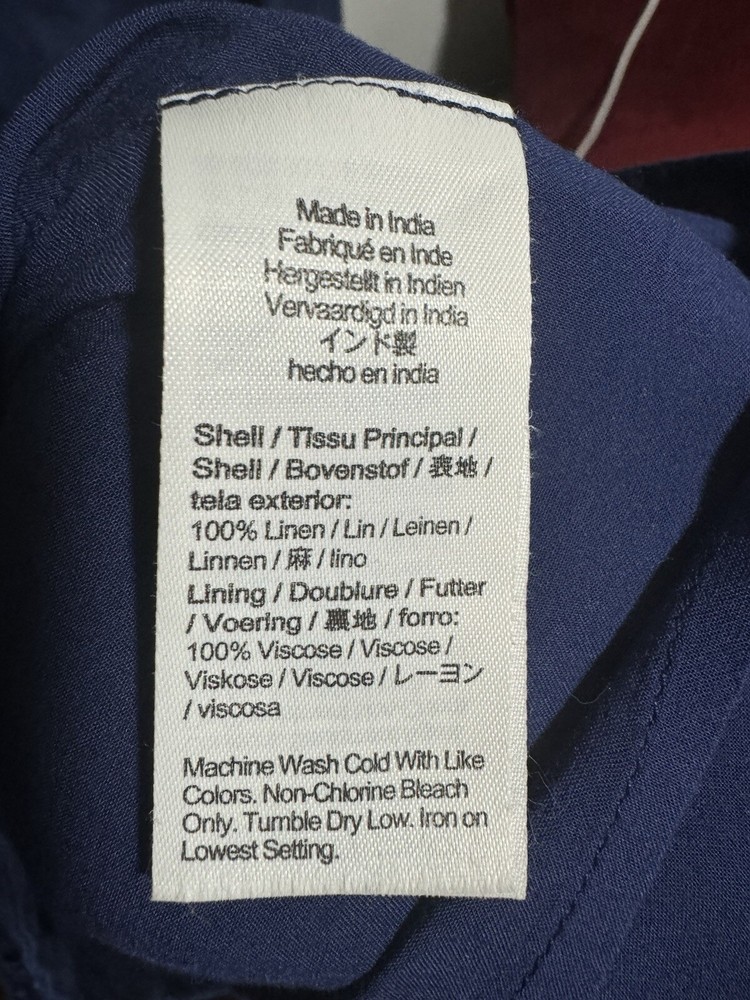 Made in India
Fabriqué en Inde
Hergestellt in Indien
Vervaardigd in India
インド製
hecho en india
Shell / Tissu Principal /
Shell / Bovenstof / 表地 /
tela exterior:
100% Linen / Lin / Leinen /
Linnen / 麻 / lino
Lining / Doublure / Futter
/ Voering / 裏地 / forro:
100% Viscose / Viscose /
Viskose / Viscose / レーヨン
/ viscosa
Machine Wash Cold With Like
Colors. Non-Chlorine Bleach
Only. Tumble Dry Low. Iron on
Lowest Setting.